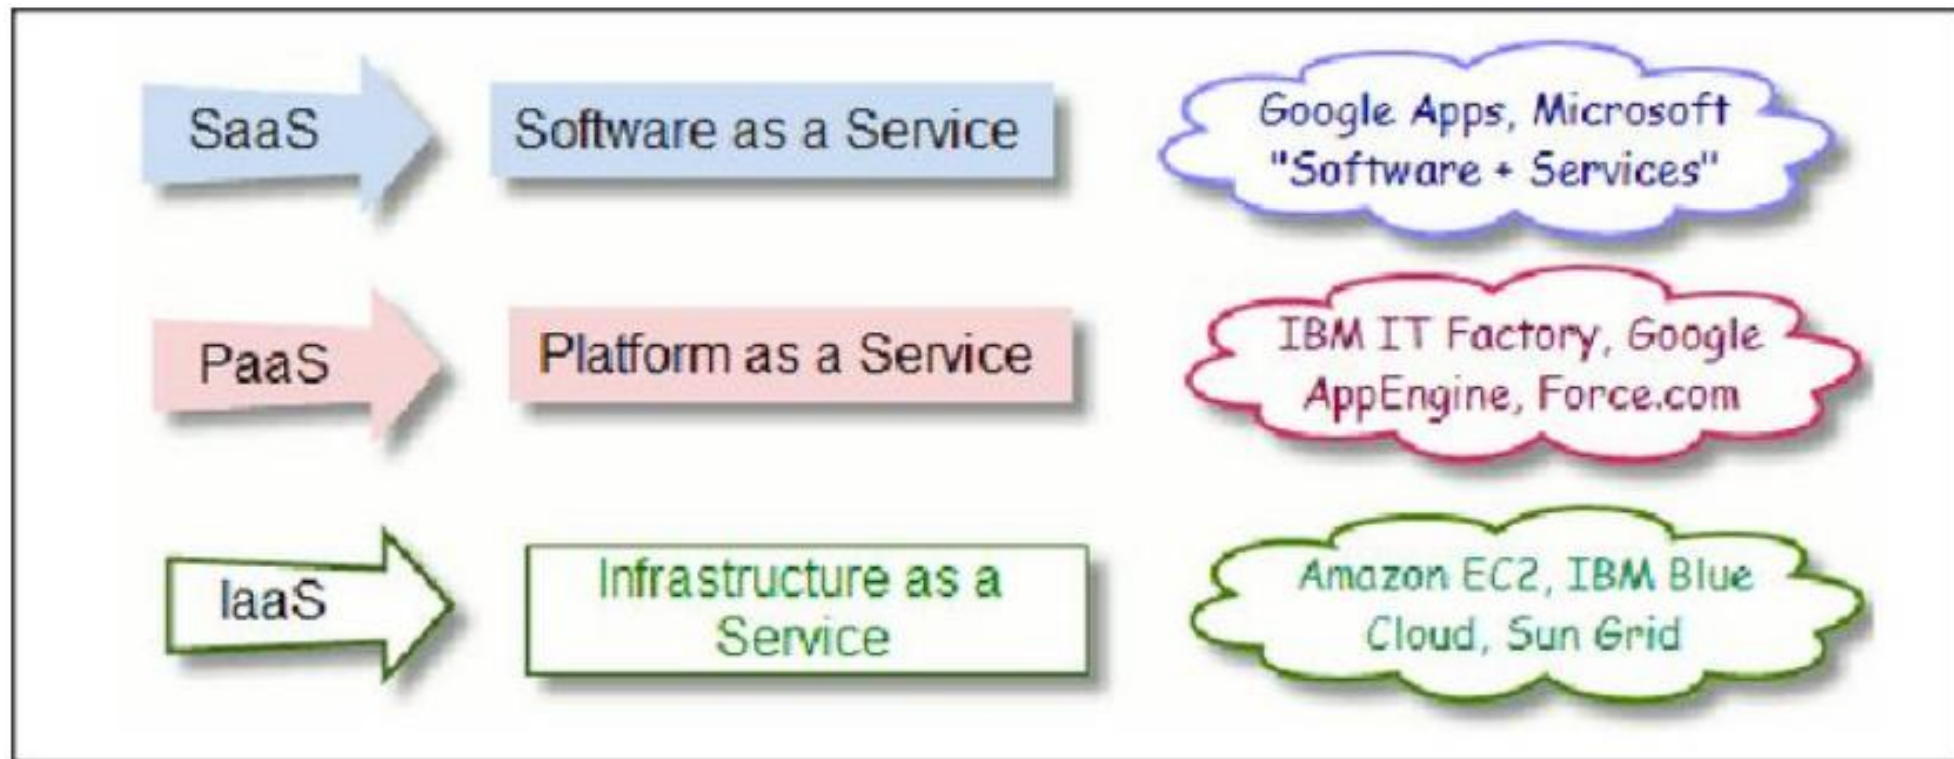 SaaS
Software as a Service
Google Apps, Microsoft
"Software + Services"
PaaS
Platform as a Service
IBM IT Factory, Google
AppEngine, Force.com
IaaS
Infrastructure as a
Service
Amazon EC2, IBM Blue
Cloud, Sun Grid